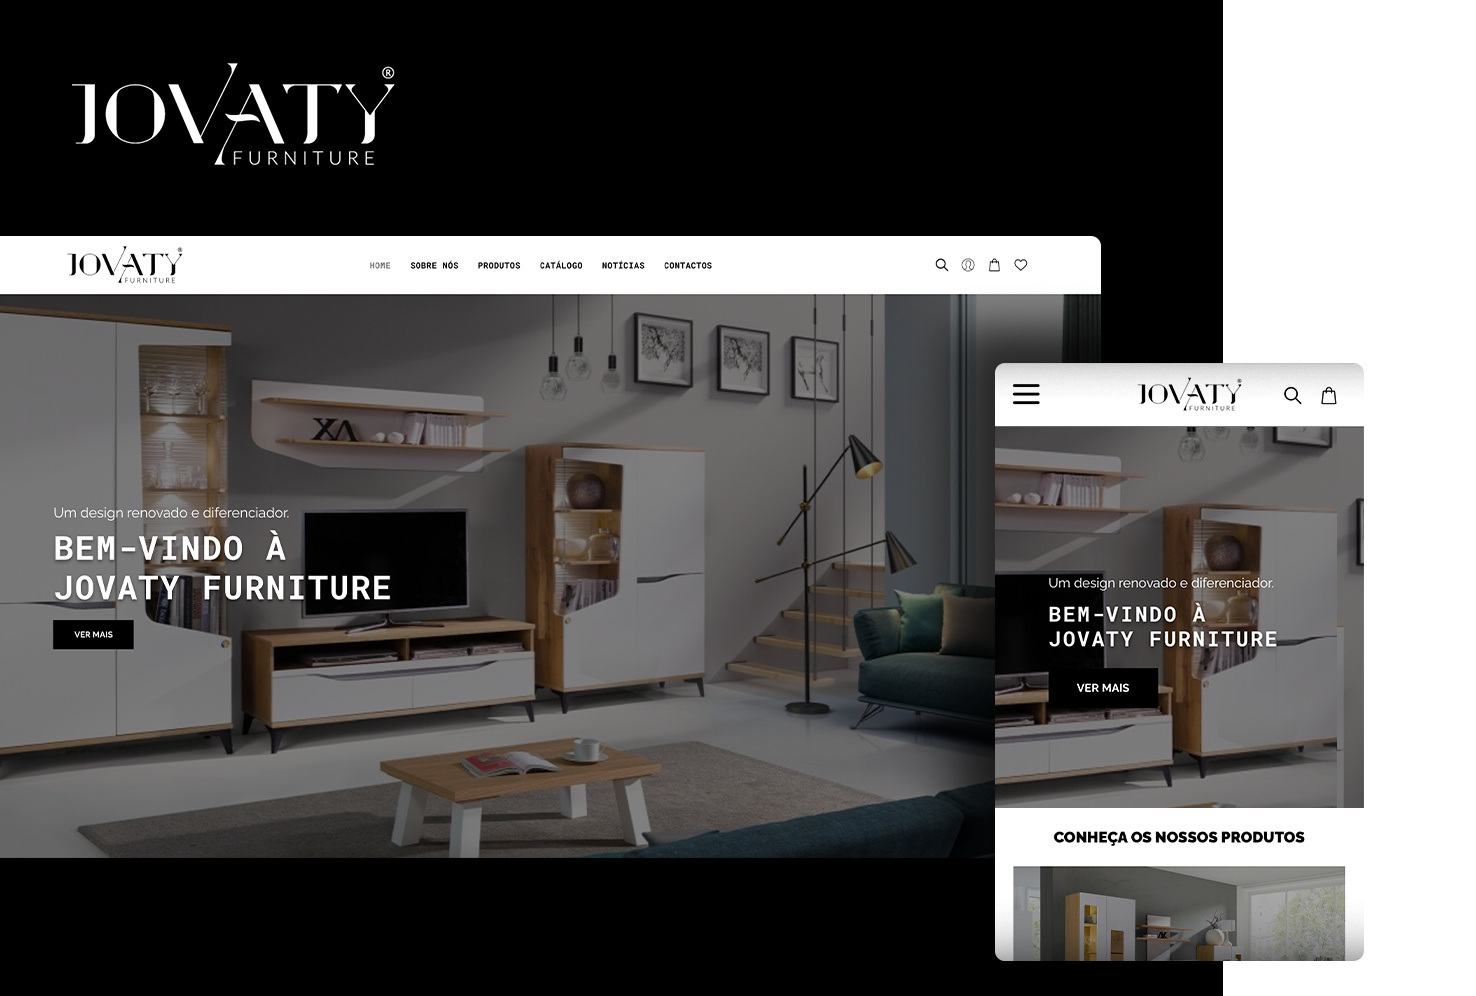 JOVATY®
FURNITURE
JOVATY®
FURNITURE
HOME SOBRE NÓS PRODUTOS CATÁLOGO NOTÍCIAS CONTACTOS
Um design renovado e diferenciador.
BEM-VINDO À
JOVATY FURNITURE
VER MAIS
JOVATY®
FURNITURE
Um design renovado e diferenciador.
BEM-VINDO À
JOVATY FURNITURE
VER MAIS
CONHEÇA OS NOSSOS PRODUTOS